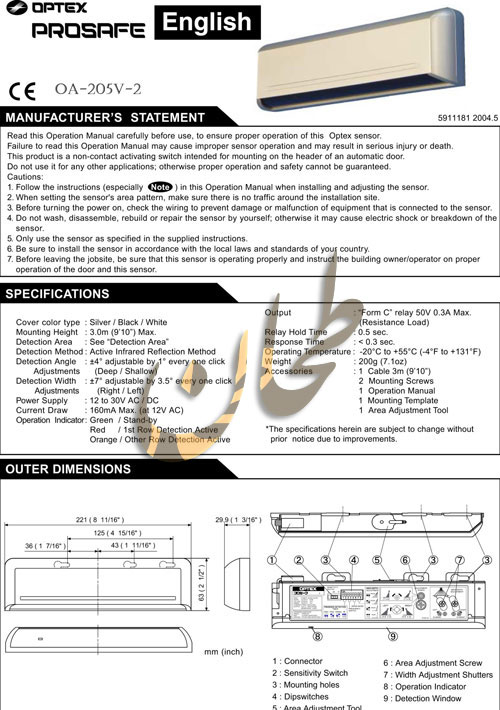 OPTEX
PROSAFE English
OA-205V-2
MANUFACTURER'S STATEMENT
5911181 2004.5
Read this Operation Manual carefully before use, to ensure proper operation of this Optex sensor.
Failure to read this Operation Manual may cause improper sensor operation and may result in serious injury or death.
This product is a non-contact activating switch intended for mounting on the header of an automatic door.
Do not use it for any other applications; otherwise proper operation and safety cannot be guaranteed.
Cautions:
1. Follow the instructions (especially Note ) in this Operation Manual when installing and adjusting the sensor.
2. When setting the sensor's area pattern, make sure there is no traffic around the installation site.
3. Before turning the power on, check the wiring to prevent damage or malfunction of equipment that is connected to the sensor.
4. Do not wash, disassemble, rebuild or repair the sensor by yourself; otherwise it may cause electric shock or breakdown of the
sensor.
5. Only use the sensor as specified in the supplied instructions.
6. Be sure to install the sensor in accordance with the local laws and standards of your country.
7. Before leaving the jobsite, be sure that this sensor is operating properly and instruct the building owner/operator on proper
operation of the door and this sensor.
SPECIFICATIONS
Cover color type : Silver / Black / White
Mounting Height : 3.0m (9'10") Max.
Detection Area : See "Detection Area"
Detection Method : Active Infrared Reflection Method
Detection Angle : ±4° adjustable by 1° every one click
Adjustments (Deep / Shallow)
Detection Width : ±7° adjustable by 3.5° every one click
Adjustments (Right / Left)
Power Supply : 12 to 30V AC / DC
Current Draw : 160mA Max. (at 12V AC)
Operation Indicator: Green / Stand-by
Red / 1st Row Detection Active
Orange / Other Row Detection Active
Output : "Form C" relay 50V 0.3A Max.
(Resistance Load)
Relay Hold Time : 0.5 sec.
Response Time : < 0.3 sec.
Operating Temperature : -20°C to +55°C (-4°F to +131°F)
Weight : 200g (7.1oz)
Accessories : 1 Cable 3m (9'10")
2 Mounting Screws
1 Operation Manual
1 Mounting Template
1 Area Adjustment Tool
*The specifications herein are subject to change without
prior notice due to improvements.
OUTER DIMENSIONS
221 ( 8 11/16" )
125 ( 4 15/16" )
36 ( 1 7/16" )
43 ( 1 11/16" )
29.9 ( 1 3/16" )
63 ( 2 1/2" )
mm (inch)
1 2 3 4 5 6 7 3
OPTEX
8 9
1 : Connector
2 : Sensitivity Switch
3 : Mounting holes
4 : Dipswitches
5 : Area Adjustment Tool
6 : Area Adjustment Screw
7 : Width Adjustment Shutters
8 : Operation Indicator
9 : Detection Window
طلان